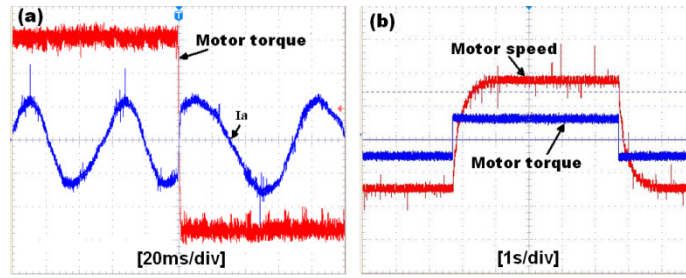 (a)
Motor torque
Ia
[20ms/div]
(b)
Motor speed
Motor torque
[1s/div]